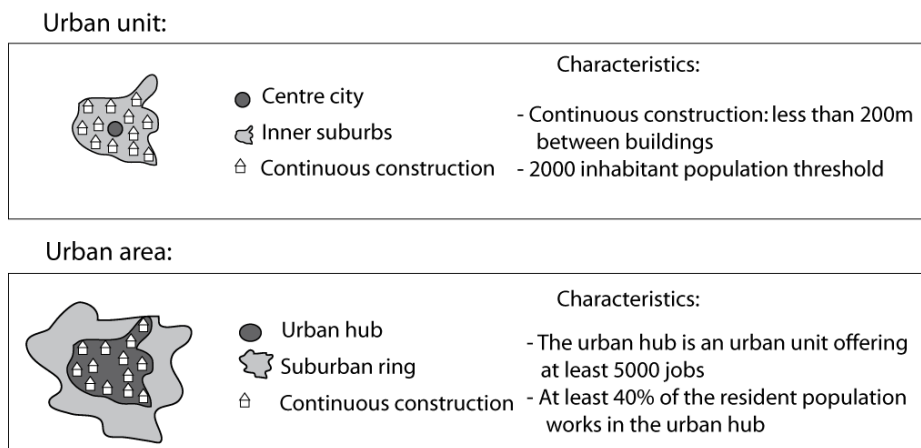 Urban unit:
Centre city
Inner suburbs
Continuous construction
Characteristics:
- Continuous construction: less than 200m
between buildings
- 2000 inhabitant population threshold
Urban area:
Urban hub
Suburban ring
Continuous construction
Characteristics:
- The urban hub is an urban unit offering
at least 5000 jobs
- At least 40% of the resident population
works in the urban hub